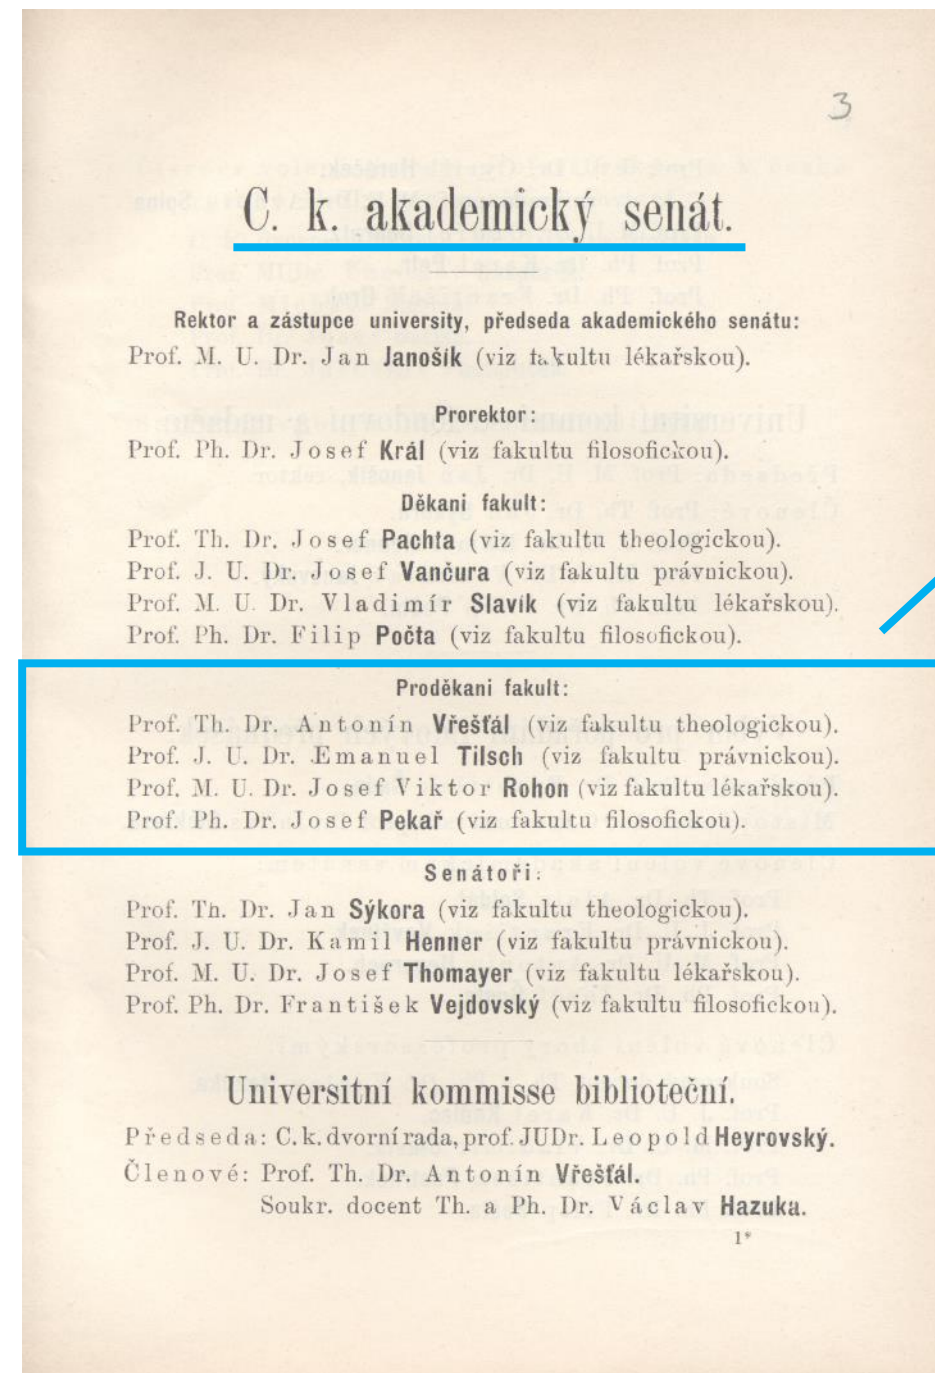 3
C. k. akademický senát.
Rektor a zástupce university, předseda akademického senátu:
Prof. M. U. Dr. Jan Janošík (viz fakultu lékařskou).
Prorektor:
Prof. Ph. Dr. Josef Král (viz fakultu filosofickou).
Děkani fakult:
Prof. Th. Dr. Josef Pachta (viz fakultu theologickou).
Prof. J. U. Dr. Josef Vančura (viz fakultu právnickou).
Prof. M. U. Dr. Vladimír Slavík (viz fakultu lékařskou).
Prof. Ph. Dr. Filip Počta (viz fakultu filosofickou).
Proděkani fakult:
Prof. Th. Dr. Antonín Vřešťál (viz fakultu theologickou).
Prof. J. U. Dr. Emanuel Tilsch (viz fakultu právnickou).
Prof. M. U. Dr. Josef Viktor Rohon (viz fakultu lékařskou).
Prof. Ph. Dr. Josef Pekař (viz fakultu filosofickou).
Senátoři:
Prof. Th. Dr. Jan Sýkora (viz fakultu theologickou).
Prof. J. U. Dr. Kamil Henner (viz fakultu právnickou).
Prof. M. U. Dr. Josef Thomayer (viz fakultu lékařskou).
Prof. Ph. Dr. František Vejdovský (viz fakultu filosofickou).
Universitní kommisse biblioteční.
Předseda: C. k. dvorní rada, prof. JUDr. Leopold Heyrovský.
Členové: Prof. Th. Dr. Antonín Vřešťál.
Soukr. docent Th. a Ph. Dr. Václav Hazuka.
1*